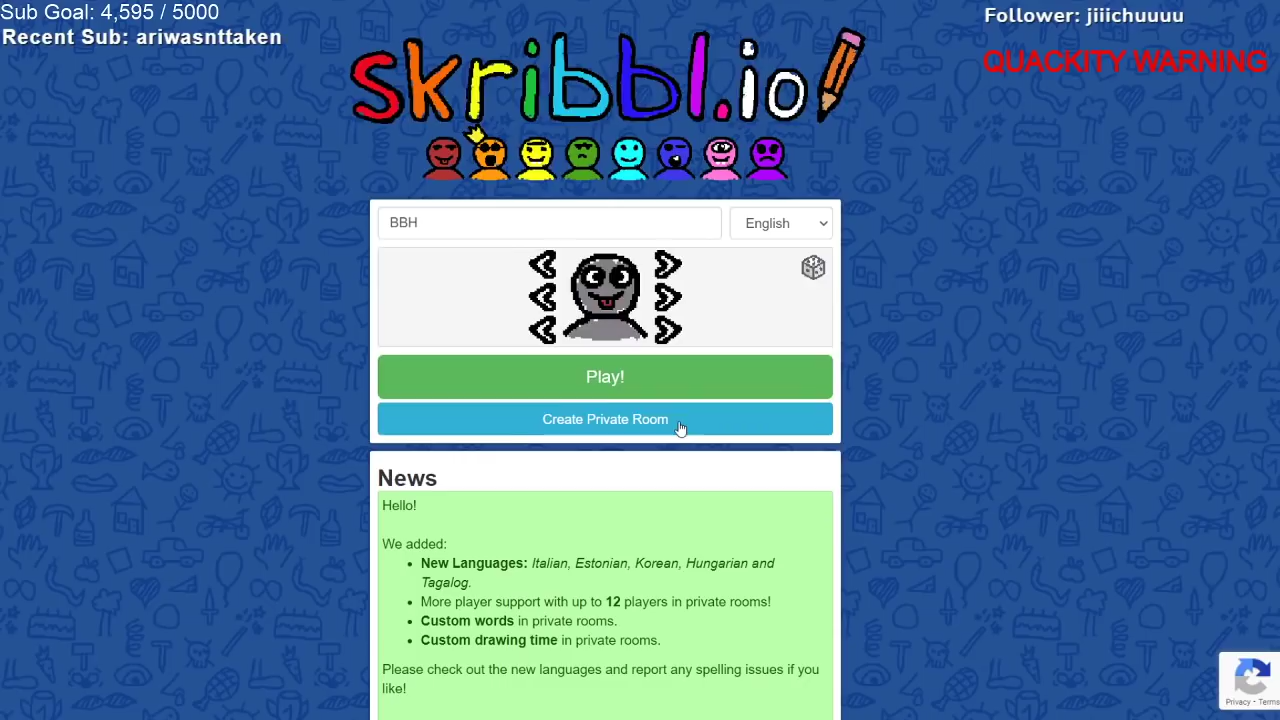 Sub Goal: 4,595 / 5000
Recent Sub: ariwasnttaken
Follower: jiiichuuuu
QUACKITY WARNING
skribbl.io
BBH
English
Play!
Create Private Room
News
Hello!
We added:
• New Languages: Italian, Estonian, Korean, Hungarian and
Tagalog.
• More player support with up to 12 players in private rooms!
• Custom words in private rooms.
• Custom drawing time in private rooms.
Please check out the new languages and report any spelling issues if you
like!
Privacy - Terms